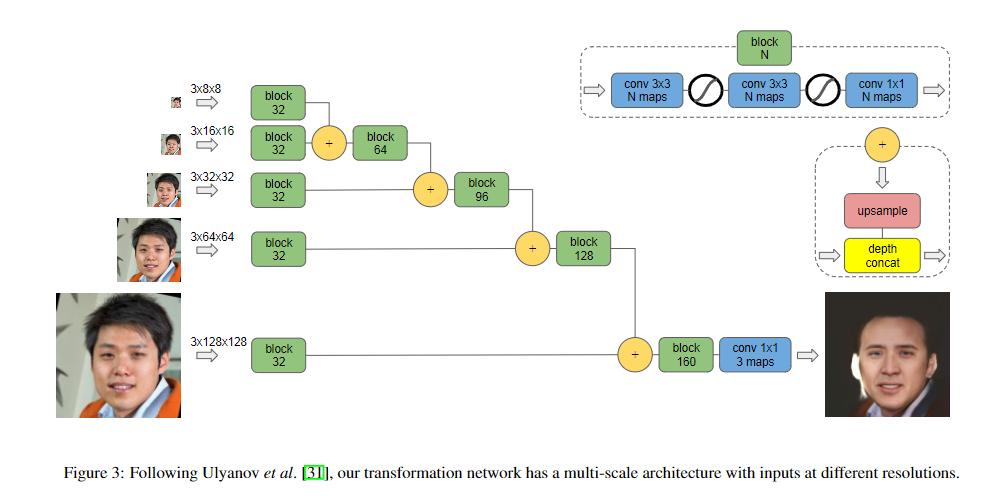 block
N
conv 3x3
N maps
conv 3x3
N maps
conv 1x1
N maps
3x8x8
block
32
3x16x16
block
32
+
block
64
+
3x32x32
block
32
+
block
96
upsample
3x64x64
block
32
+
block
128
depth
concat
3x128x128
block
32
+
block
160
conv 1x1
3 maps
Figure 3: Following Ulyanov et al. [31], our transformation network has a multi-scale architecture with inputs at different resolutions.